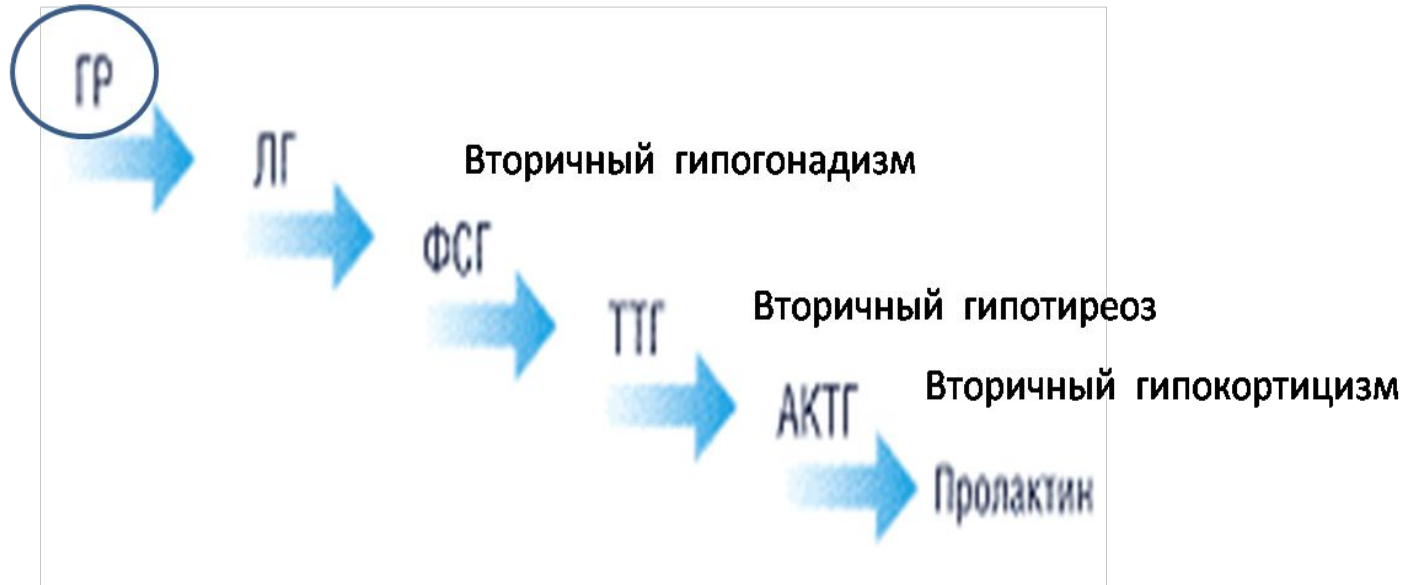 ГР
ЛГ
Вторичный гипогонадизм
ФСГ
ТТГ
Вторичный гипотиреоз
АКТГ
Вторичный гипокортицизм
Пролактин